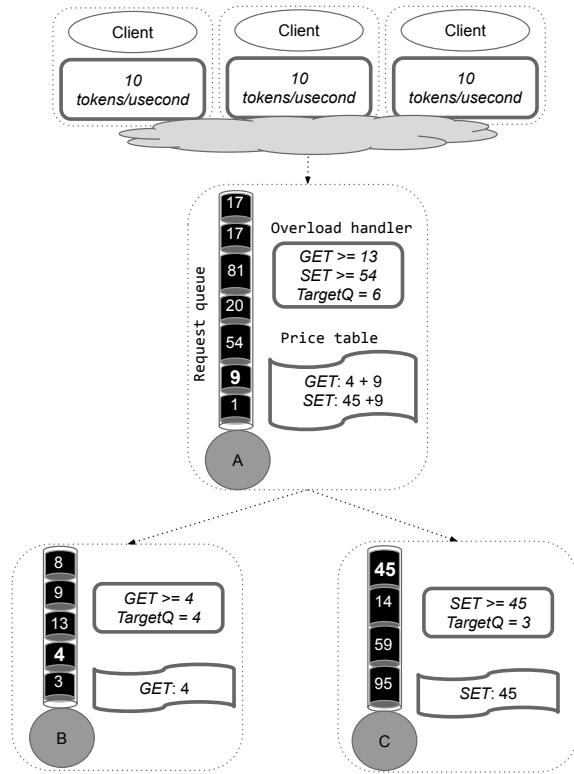 Client
Client
Client
10
tokens/usecond
10
tokens/usecond
10
tokens/usecond
Request queue
17
17
81
20
54
9
1
A
Overload handler
GET >= 13
SET >= 54
TargetQ = 6
Price table
GET: 4 + 9
SET: 45 +9
8
9
13
4
3
B
GET >= 4
TargetQ = 4
GET: 4
45
14
59
95
C
SET >= 45
TargetQ = 3
SET: 45